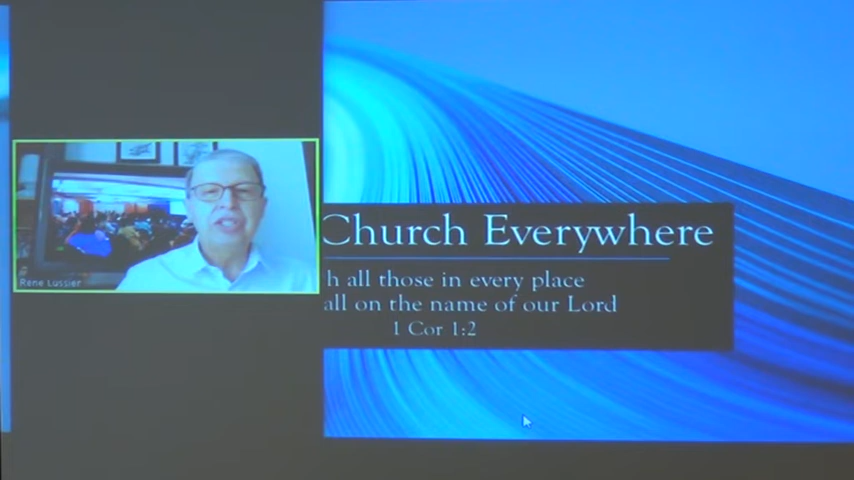 Rene Lussier
Church Everywhere
h all those in every place
all on the name of our Lord
1 Cor 1:2